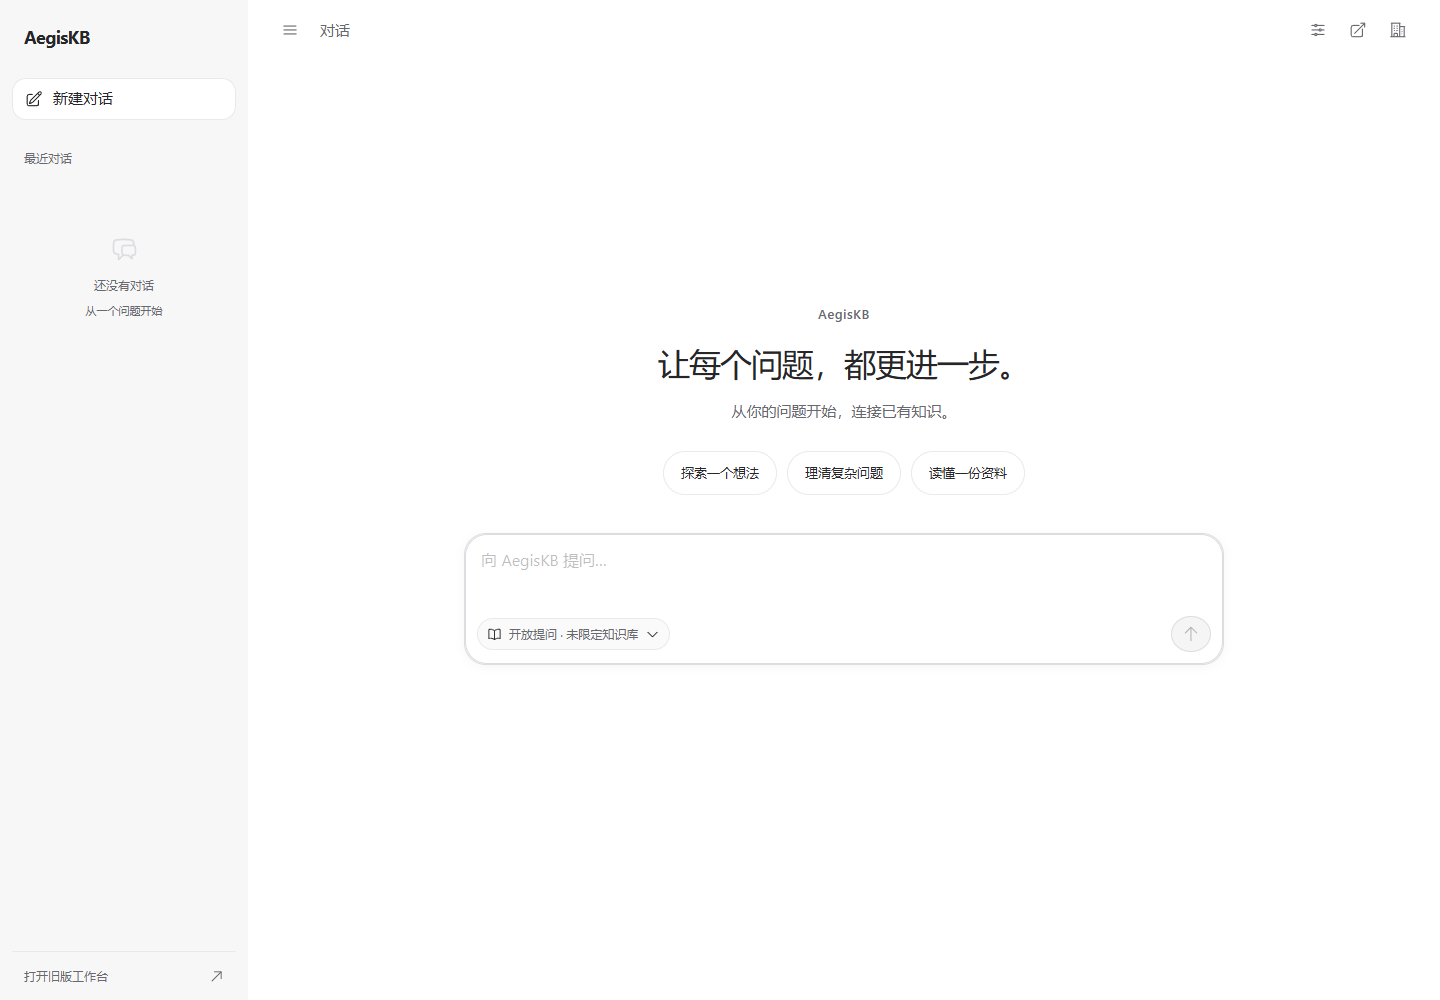 AegisKB
新建对话
最近对话
还没有对话
从一个问题开始
打开旧版工作台
对话
AegisKB
让每个问题，都更进一步。
从你的问题开始，连接已有知识。
探索一个想法
理清复杂问题
读懂一份资料
向 AegisKB 提问...
开放提问 · 未限定知识库